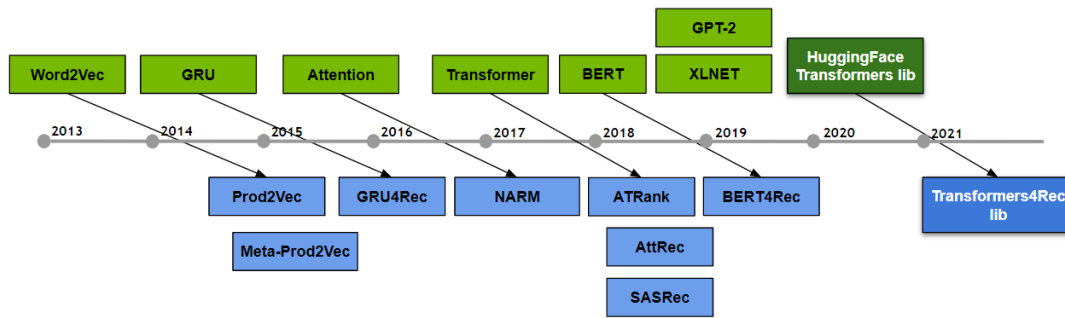 GPT-2
HuggingFace
Transformers lib
Word2Vec
GRU
Attention
Transformer
BERT
XLNET
2013
2014
2015
2016
2017
2018
2019
2020
2021
Prod2Vec
GRU4Rec
NARM
ATRank
BERT4Rec
Transformers4Rec
lib
Meta-Prod2Vec
AttRec
SASRec